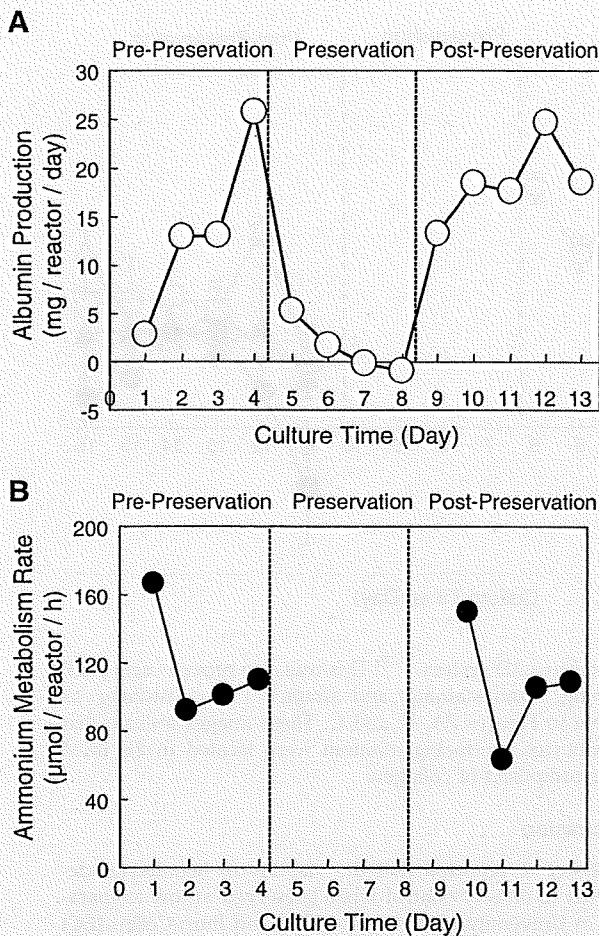 A
Pre-Preservation Preservation Post-Preservation
30
25
20
15
10
5
0
-5
Albumin Production
(mg / reactor / day)
0 1 2 3 4 5 6 7 8 9 10 11 12 13
Culture Time (Day)
B
Pre-Preservation Preservation Post-Preservation
200
160
120
80
40
0
Ammonium Metabolism Rate
(μmol / reactor / h)
0 1 2 3 4 5 6 7 8 9 10 11 12 13
Culture Time (Day)